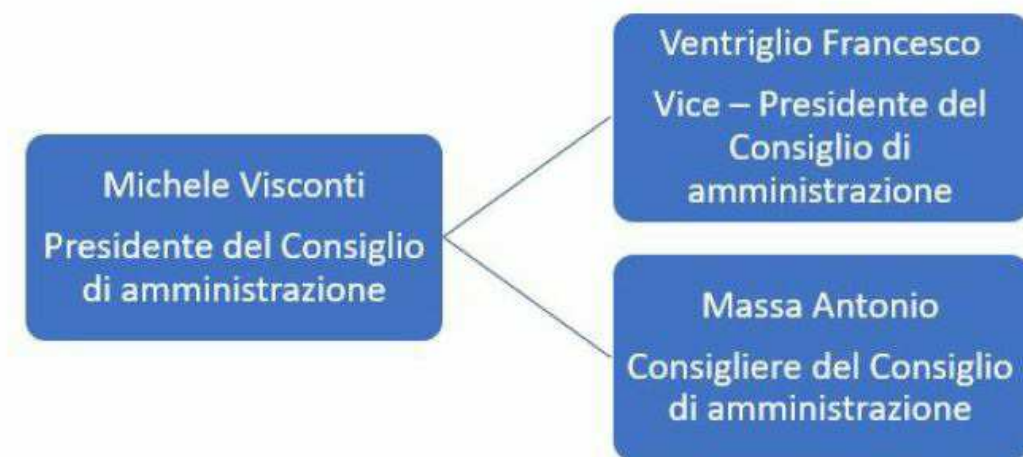 Michele Visconti
Presidente del Consiglio
di amministrazione
Ventriglio Francesco
Vice – Presidente del
Consiglio di
amministrazione
Massa Antonio
Consigliere del Consiglio
di amministrazione